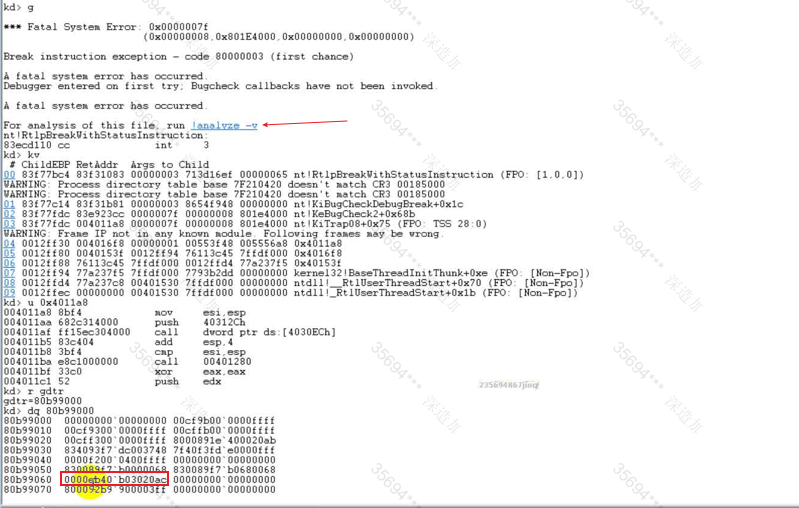 kd> g
*** Fatal System Error: 0x0000007f
(0x00000008,0x801E4000,0x00000000,0x00000000)
Break instruction exception - code 80000003 (first chance)
A fatal system error has occurred.
Debugger entered on first try; Bugcheck callbacks have not been invoked.
A fatal system error has occurred.
For analysis of this file, run !analyze -v
nt!RtlpBreakWithStatusInstruction:
83ecd110 cc int 3
kd> kv
# ChildEBP RetAddr Args to Child
00 83f77bc4 83f31083 00000003 713d16ef 00000065 nt!RtlpBreakWithStatusInstruction (FPO: [1,0,0])
WARNING: Process directory table base 7F210420 doesn't match CR3 00185000
WARNING: Process directory table base 7F210420 doesn't match CR3 00185000
01 83f77c14 83f31b81 00000003 8654f948 00000000 nt!KiBugCheckDebugBreak+0x1c
02 83f77fdc 83e923cc 0000007f 00000008 801e4000 nt!KeBugCheck2+0x68b
03 83f77fdc 004011a8 0000007f 00000008 801e4000 nt!KiTrap08+0x75 (FPO: TSS 28:0)
WARNING: Frame IP not in any known module. Following frames may be wrong.
04 0012ff30 004016f8 00000001 00553f48 005556a8 0x4011a8
05 0012ff80 0040153f 0012ff94 76113c45 7ffdf000 0x4016f8
06 0012ff88 76113c45 7ffdf000 0012ffd4 77a237f5 0x40153f
07 0012ff94 77a237f5 7ffdf000 7793b2dd 00000000 kernel32!BaseThreadInitThunk+0xe (FPO: [Non-Fpo])
08 0012ffd4 77a237c8 00401530 7ffdf000 00000000 ntdll!__RtlUserThreadStart+0x70 (FPO: [Non-Fpo])
09 0012ffec 00000000 00401530 7ffdf000 00000000 ntdll!_RtlUserThreadStart+0x1b (FPO: [Non-Fpo])
kd> u 0x4011a8
004011a8 8bf4 mov esi,esp
004011aa 682c314000 push 40312Ch
004011af ff15ec304000 call dword ptr ds:[4030ECh]
004011b5 83c404 add esp,4
004011b8 3bf4 cmp esi,esp
004011ba e8c1000000 call 00401280
004011bf 33c0 xor eax,eax
004011c1 52 push edx
kd> r gdtr
gdtr=80b99000
kd> dq 80b99000
80b99000 00000000`00000000 00cf9b00`0000ffff
80b99010 00cf9300`0000ffff 00cffb00`0000ffff
80b99020 00cff300`0000ffff 8000891e`400020ab
80b99030 834093f7`dc003748 7f40f3fd`e0000fff
80b99040 0000f200`0400ffff 00000000`00000000
80b99050 830089f7`b0000068 830089f7`b0680068
80b99060 0000eb40`b03020ac 00000000`00000000
80b99070 800092b9`900003ff 00000000`00000000